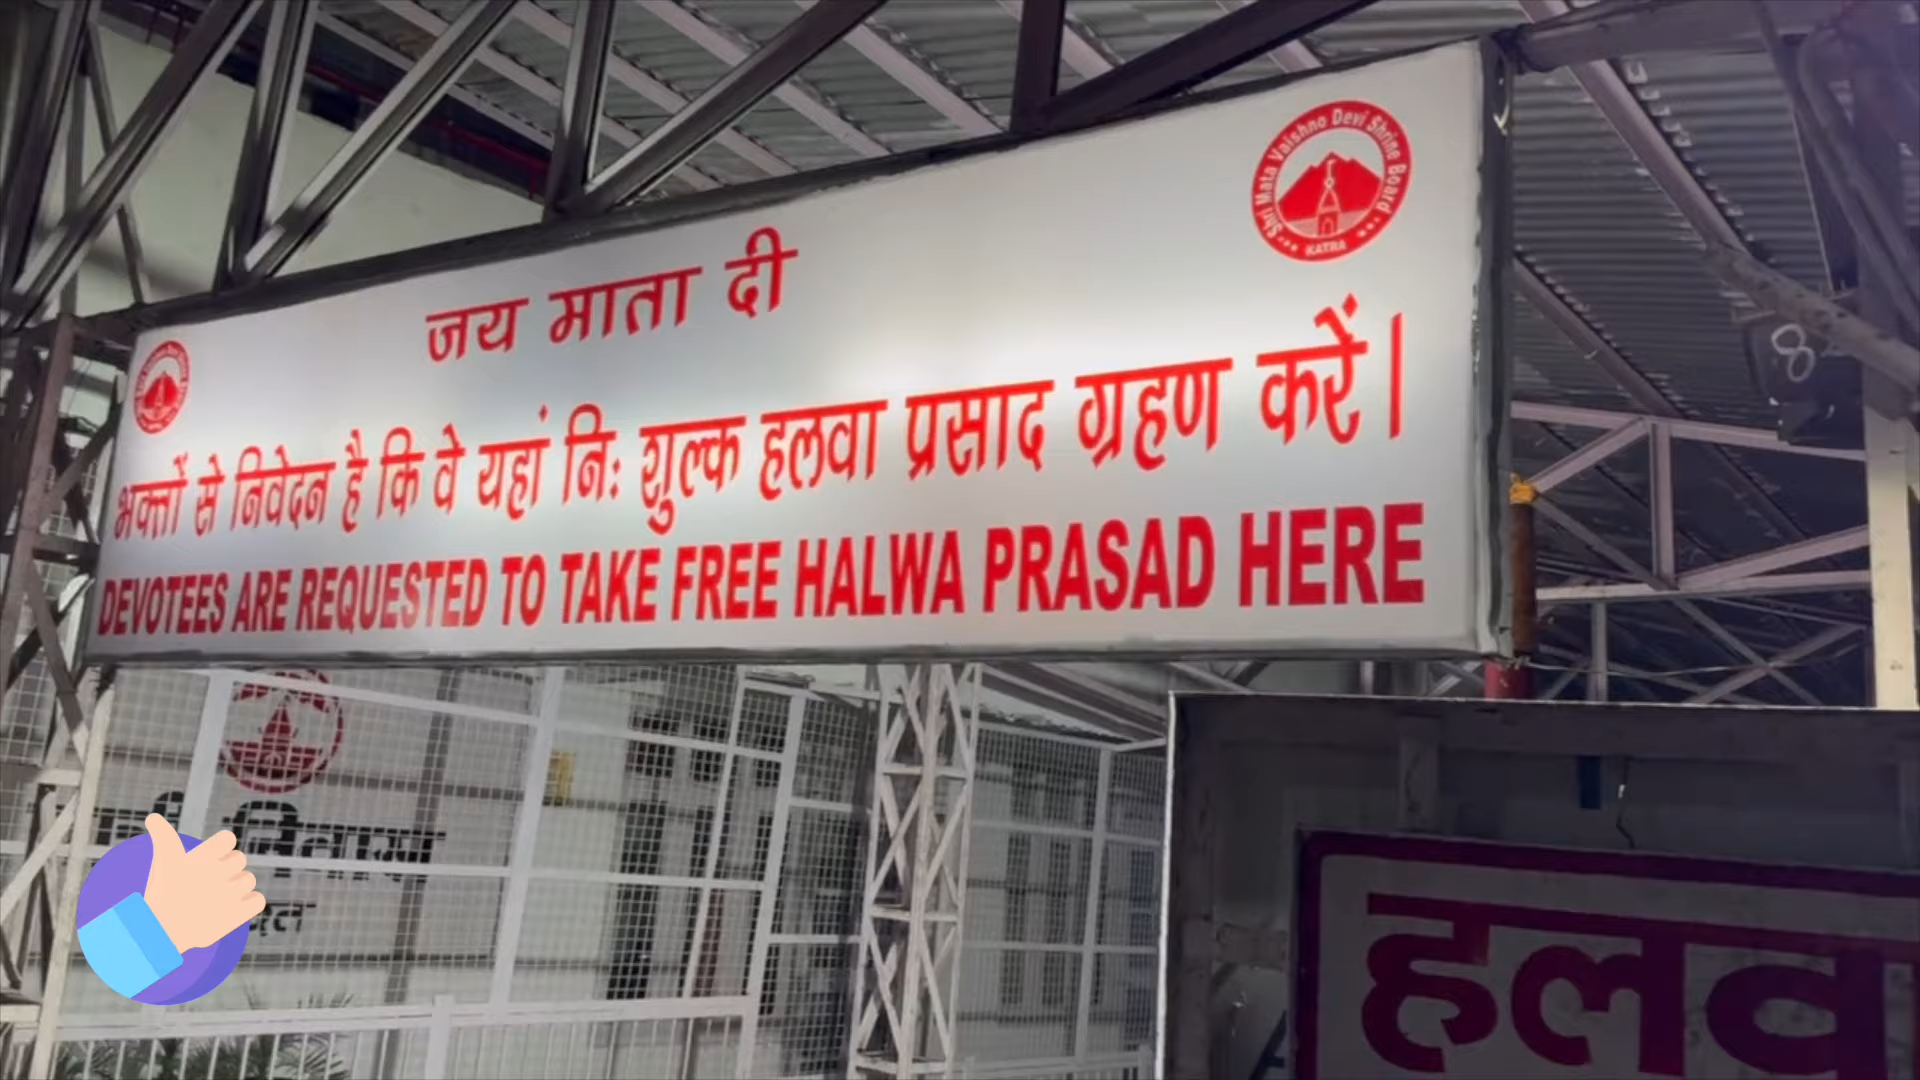 Shri Mata Vaishno Devi Shrine Board
KATRA
जय माता दी
भक्तों से निवेदन है कि वे यहां निः शुल्क हलवा प्रसाद ग्रहण करें।
DEVOTEES ARE REQUESTED TO TAKE FREE HALWA PRASAD HERE
8
हलव